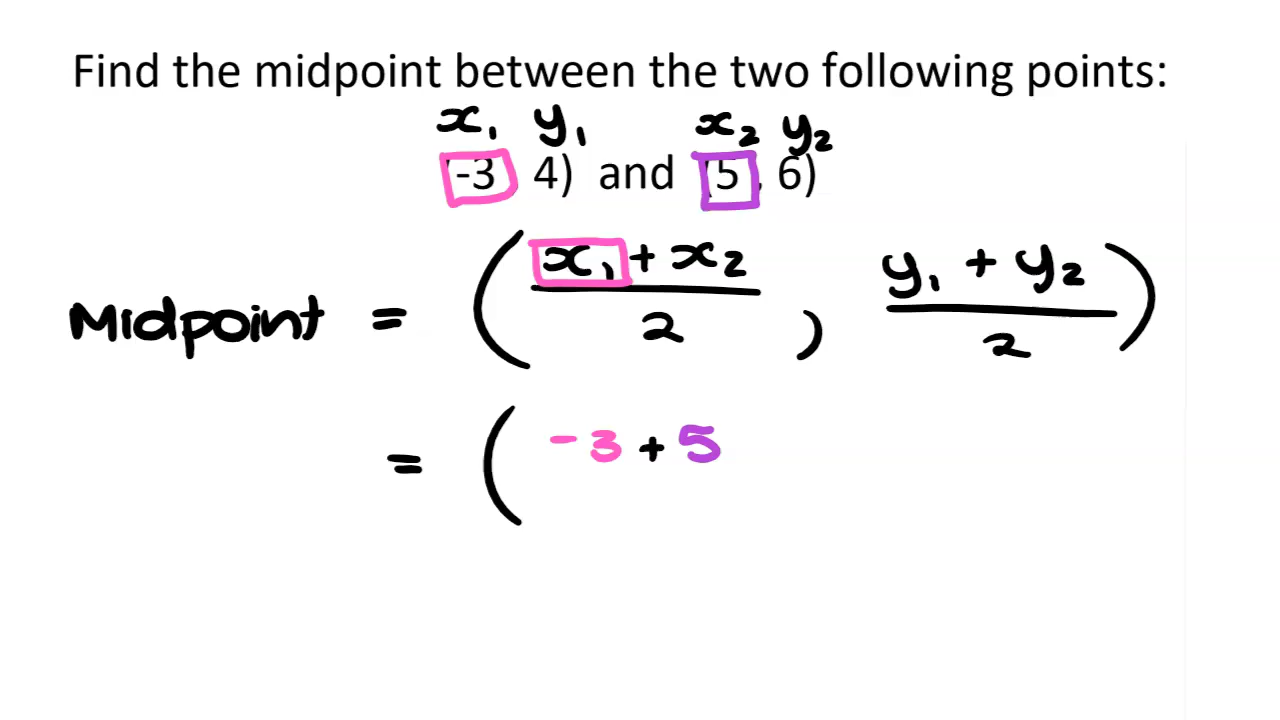 Find the midpoint between the two following points:
x₁ y₁ x₂ y₂
(-3, 4) and (5, 6)
Midpoint = ( x₁ + x₂ / 2 , y₁ + y₂ / 2 )
= ( -3 + 5